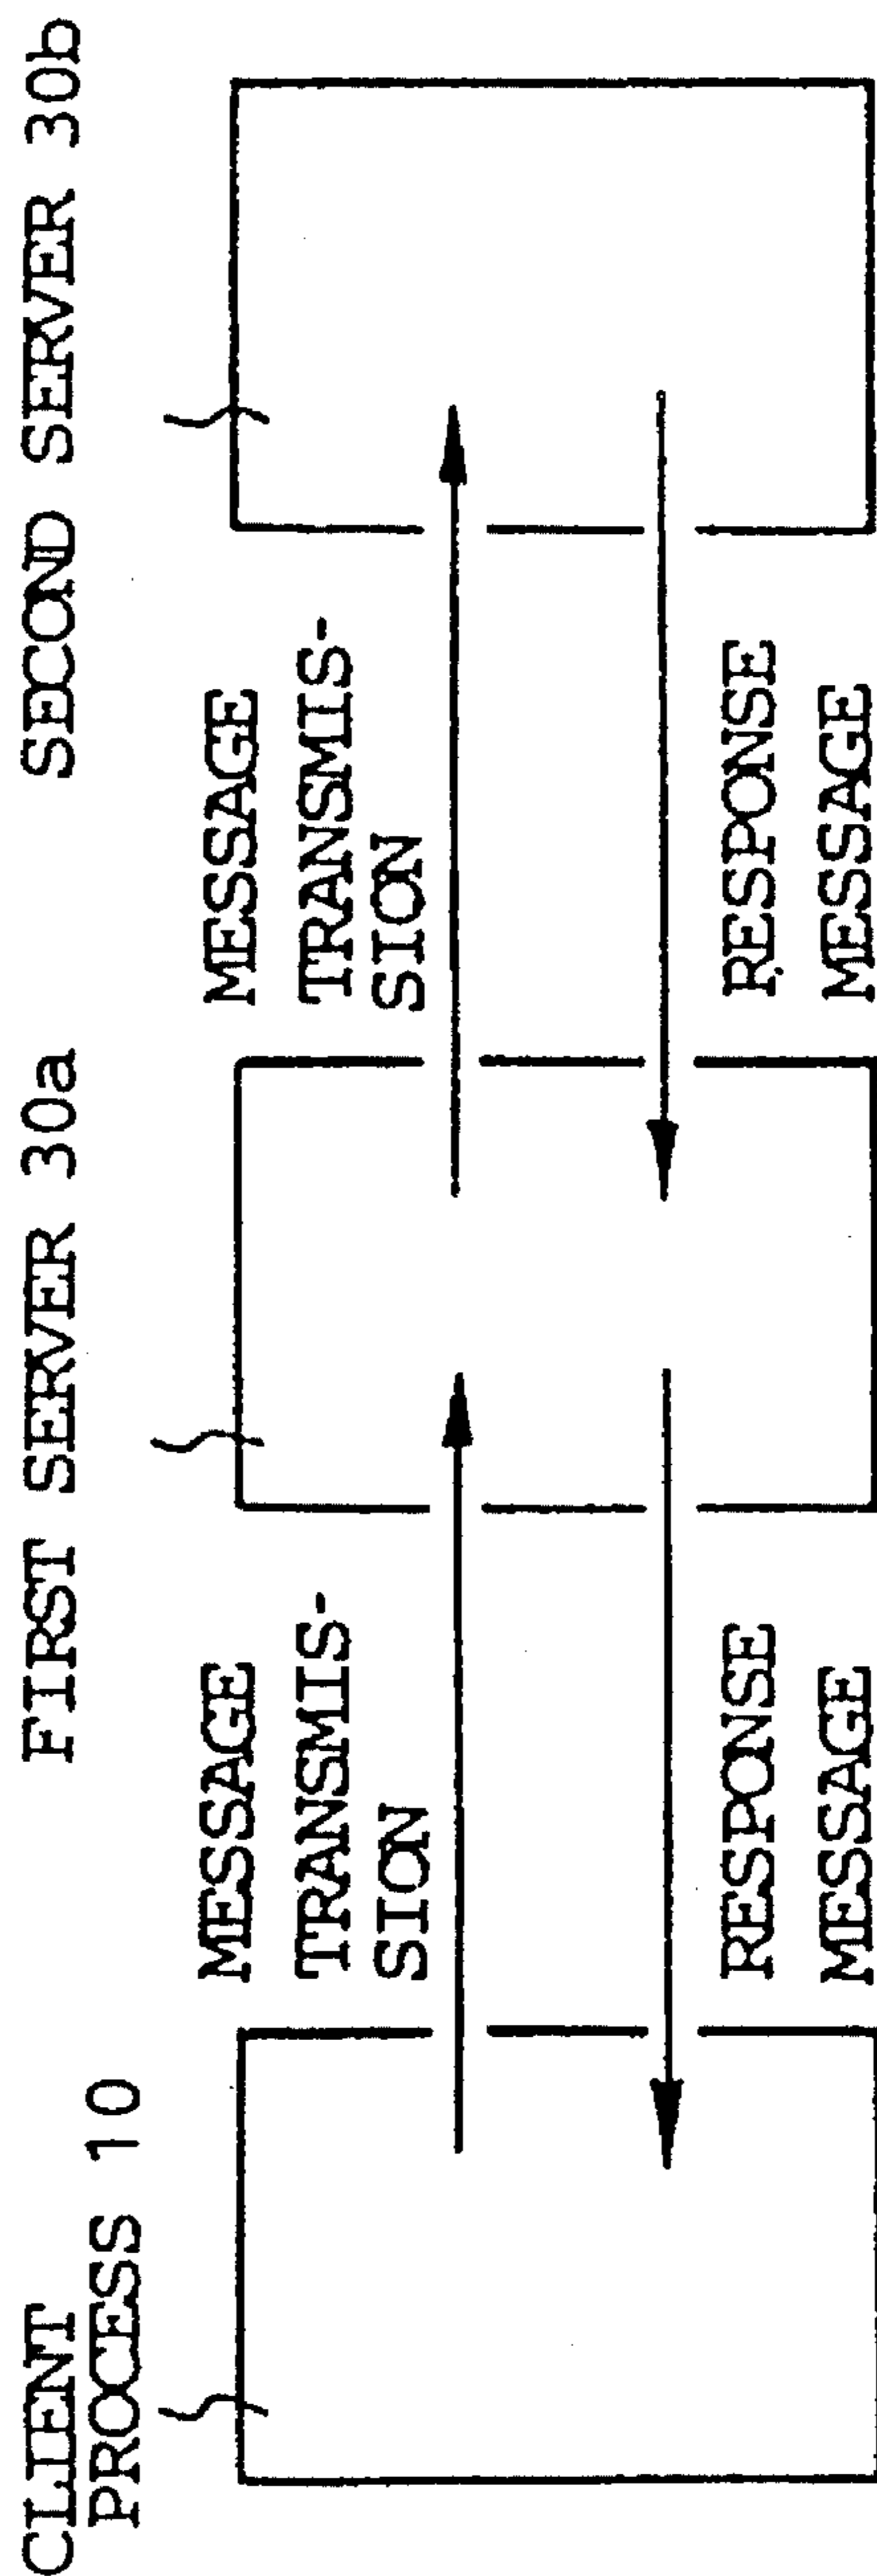 CLIENT
PROCESS 10
FIRST SERVER 30a
SECOND SERVER 30b
MESSAGE
TRANSMIS-
SION
MESSAGE
TRANSMIS-
SION
RESPONSE
MESSAGE
RESPONSE
MESSAGE